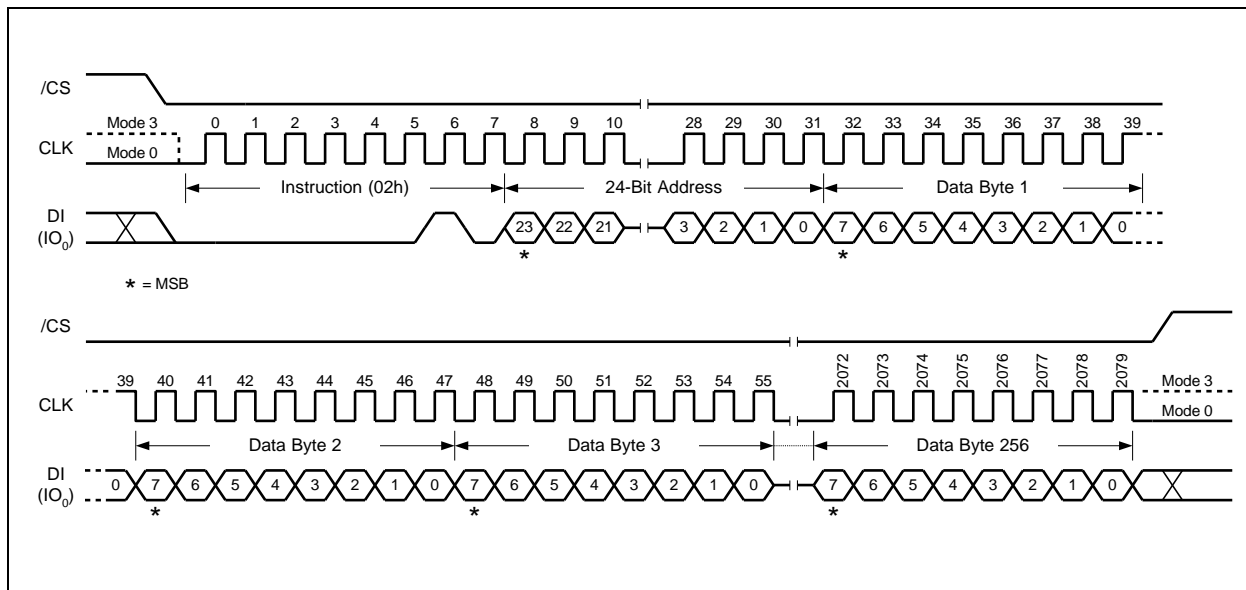 /CS
Mode 3
0 1 2 3 4 5 6 7 8 9 10 28 29 30 31 32 33 34 35 36 37 38 39
CLK
Mode 0
Instruction (02h) 24-Bit Address Data Byte 1
DI
(IO0)
23 22 21 3 2 1 0 7 6 5 4 3 2 1 0
* *
* = MSB
/CS
39 40 41 42 43 44 45 46 47 48 49 50 51 52 53 54 55 2072 2073 2074 2075 2076 2077 2078 2079
Mode 3
CLK
Mode 0
Data Byte 2 Data Byte 3 Data Byte 256
DI
(IO0)
0 7 6 5 4 3 2 1 0 7 6 5 4 3 2 1 0 7 6 5 4 3 2 1 0
* * *